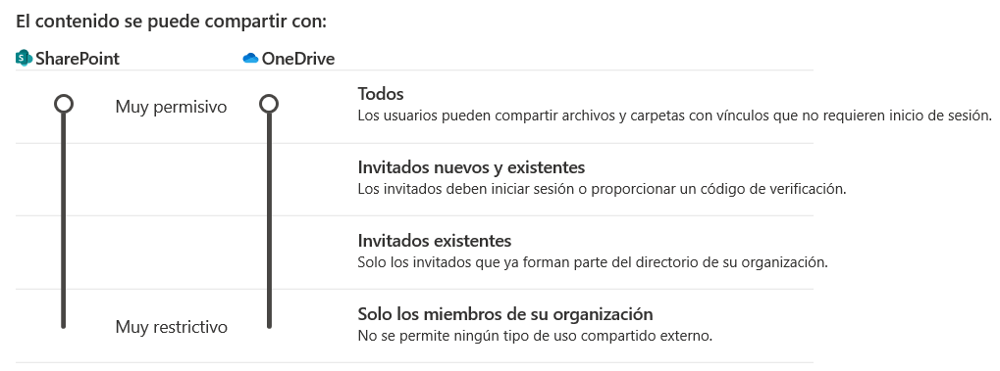 El contenido se puede compartir con:
SharePoint
OneDrive
Muy permisivo
Todos
Los usuarios pueden compartir archivos y carpetas con vínculos que no requieren inicio de sesión.
Invitados nuevos y existentes
Los invitados deben iniciar sesión o proporcionar un código de verificación.
Invitados existentes
Solo los invitados que ya forman parte del directorio de su organización.
Muy restrictivo
Solo los miembros de su organización
No se permite ningún tipo de uso compartido externo.